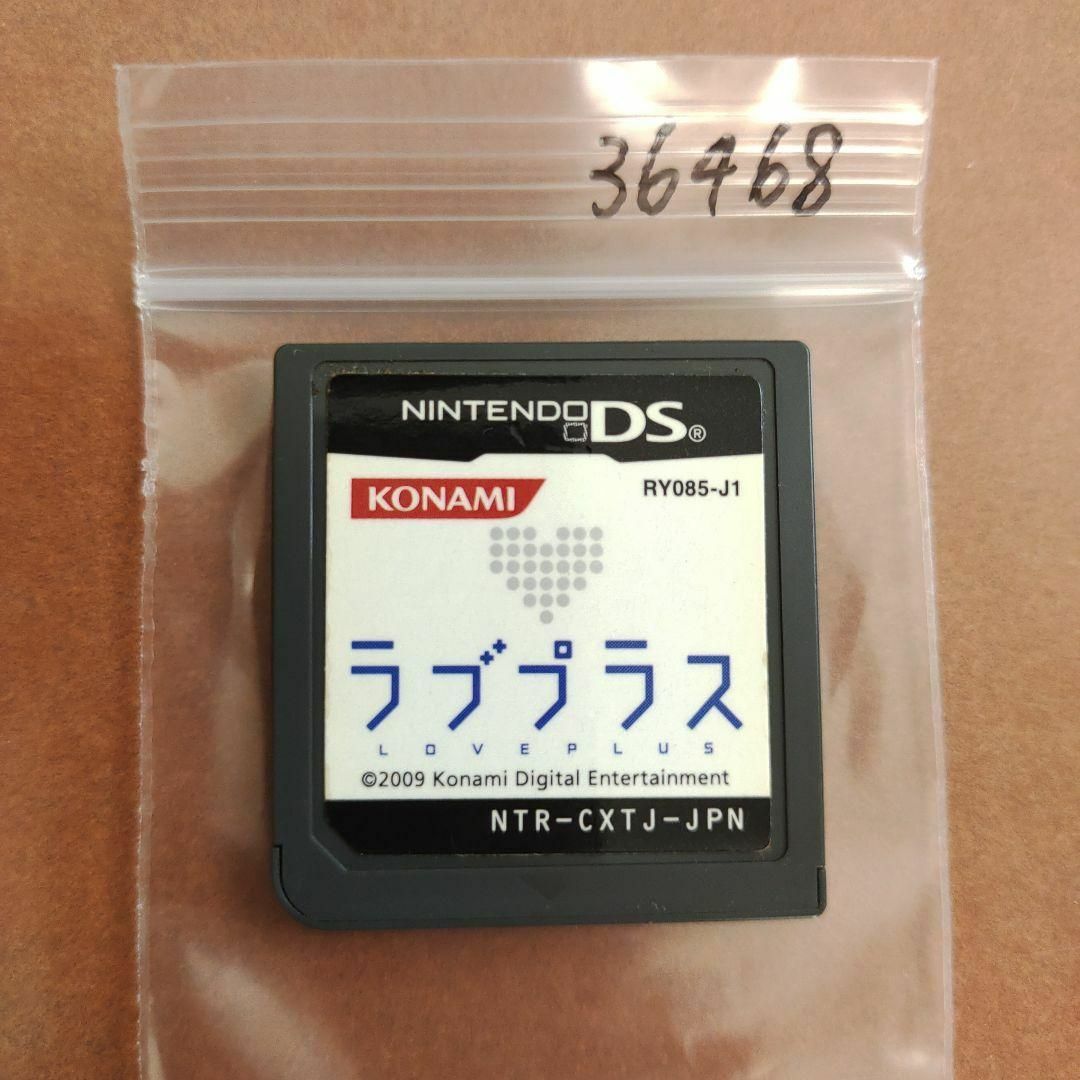 36468
NINTENDO DS®
KONAMI
RY085-J1
ラブプラス
LOVEPLUS
©2009 Konami Digital Entertainment
NTR-CXTJ-JPN